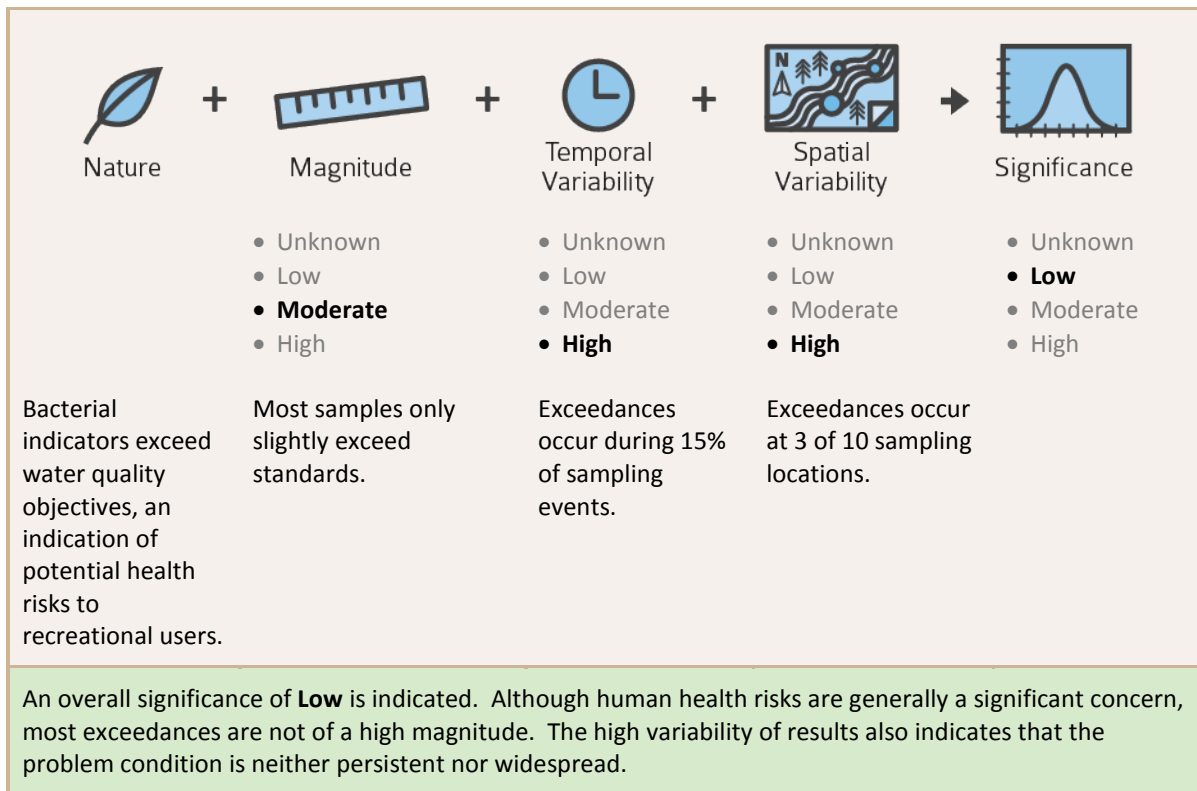 N
+
+
+
Nature
Magnitude
Temporal
Variability
Spatial
Variability
Significance
• Unknown
• Low
• Moderate
• High
• Unknown
• Low
• Moderate
• High
• Unknown
• Low
• Moderate
• High
• Unknown
• Low
• Moderate
• High
Bacterial
indicators exceed
water quality
objectives, an
indication of
potential health
risks to
recreational users.
Most samples only
slightly exceed
standards.
Exceedances
occur during 15%
of sampling
events.
Exceedances occur
at 3 of 10 sampling
locations.
An overall significance of Low is indicated.  Although human health risks are generally a significant concern,
most exceedances are not of a high magnitude.  The high variability of results also indicates that the
problem condition is neither persistent nor widespread.